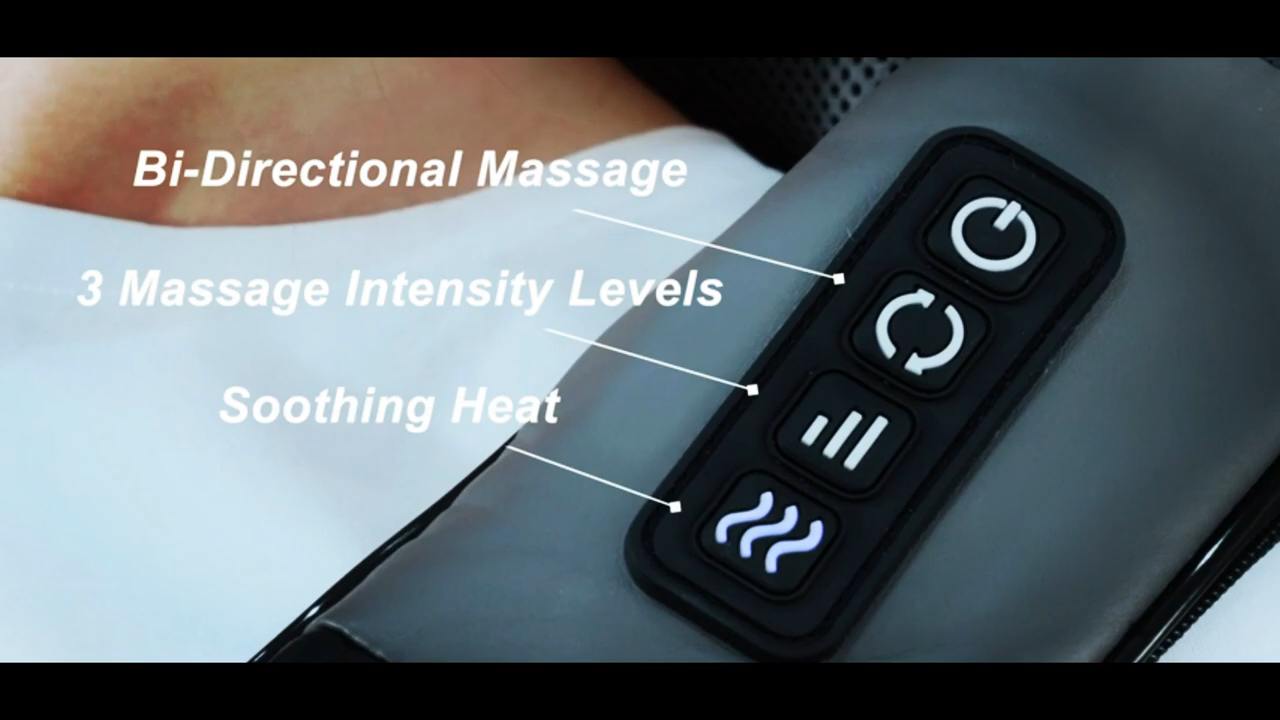 Bi-Directional Massage
3 Massage Intensity Levels
Soothing Heat